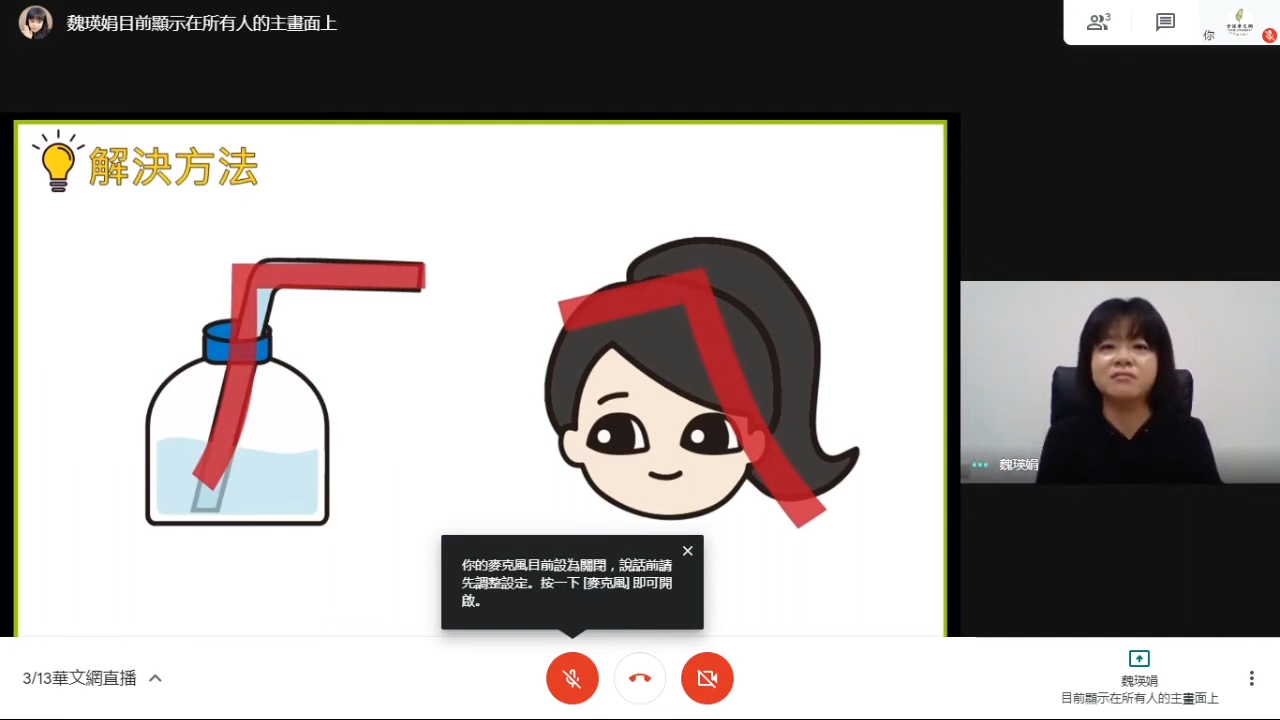 魏瑛娟目前顯示在所有人的主畫面上
3
你
解決方法
魏瑛娟
你的麥克風目前設為關閉，說話前請
先調整設定。按一下 [麥克風] 即可開
啟。
3/13華文網直播
魏瑛娟
目前顯示在所有人的主畫面上